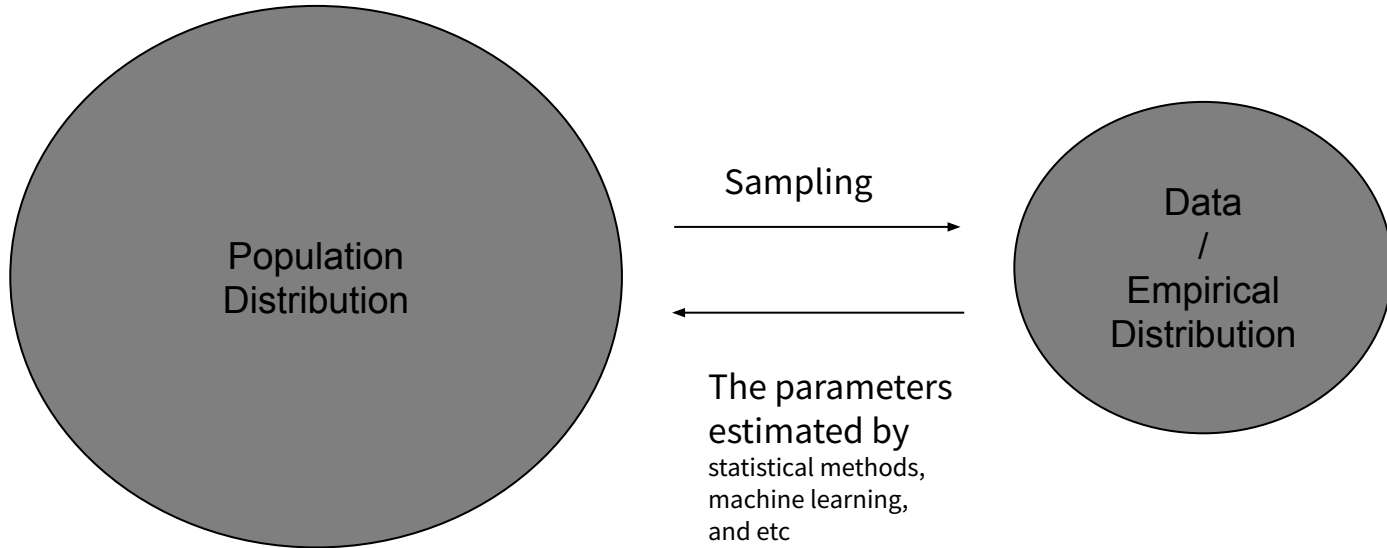 Population
Distribution
Sampling
The parameters
estimated by
statistical methods,
machine learning,
and etc
Data
/
Empirical
Distribution